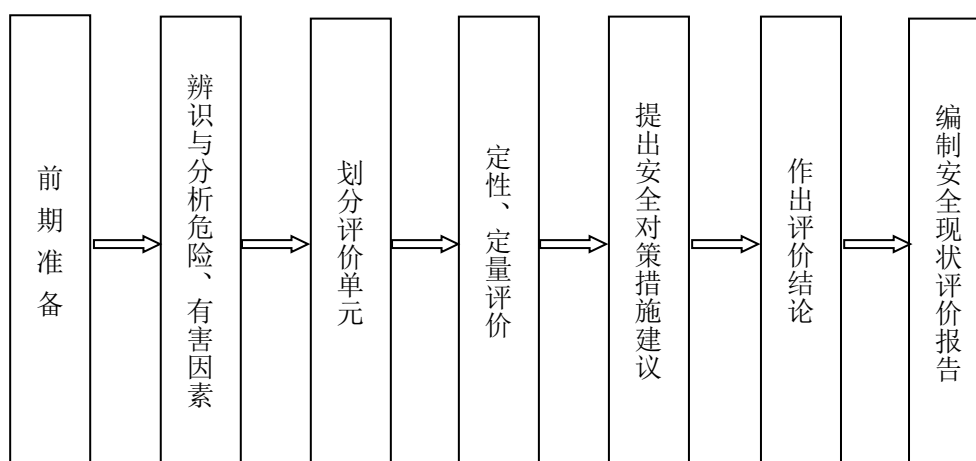 前期准备
辨识与分析危险、有害因素
划分评价单元
定性、定量评价
提出安全对策措施建议
作出评价结论
编制安全现状评价报告